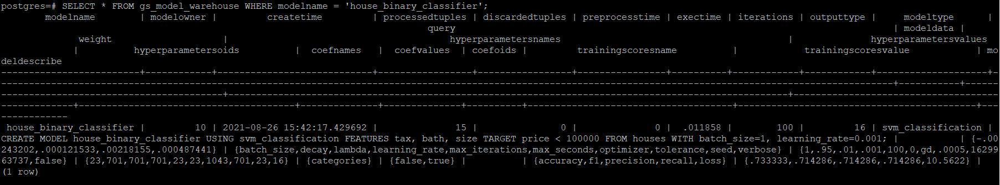 postgres=# SELECT * FROM gs_model_warehouse WHERE modelname = 'house_binary_classifier';
modelname | modelowner | createtime | processedtuples | discardedtuples | preprocesstime | exectime | iterations | outputtype | modeltype |
query | modeldata |
weight | hyperparametersnames | hyperparametersvalues
| hyperparametersoids | coefnames | coefvalues | coefoids | trainingscoresname | trainingscoresvalue | mo
deldescribe
house_binary_classifier | 10 | 2021-08-26 15:42:17.429692 | 15 | 0 | 0 | .011858 | 100 | 16 | svm_classification |
CREATE MODEL house_binary_classifier USING svm_classification FEATURES tax, bath, size TARGET price < 100000 FROM houses WITH batch_size=1, learning_rate=0.001; | | {-.00
243202,.000121533,.00218155,.000487441} | {batch_size,decay,lambda,learning_rate,max_iterations,max_seconds,optimizer,tolerance,seed,verbose} | {1,.95,.01,.001,100,0,gd,.0005,16299
63737,false} | {23,701,701,701,23,23,1043,701,23,16} | {categories} | {false,true} | | {accuracy,f1,precision,recall,loss} | {.733333,.714286,.714286,.714286,10.5622} |
(1 row)